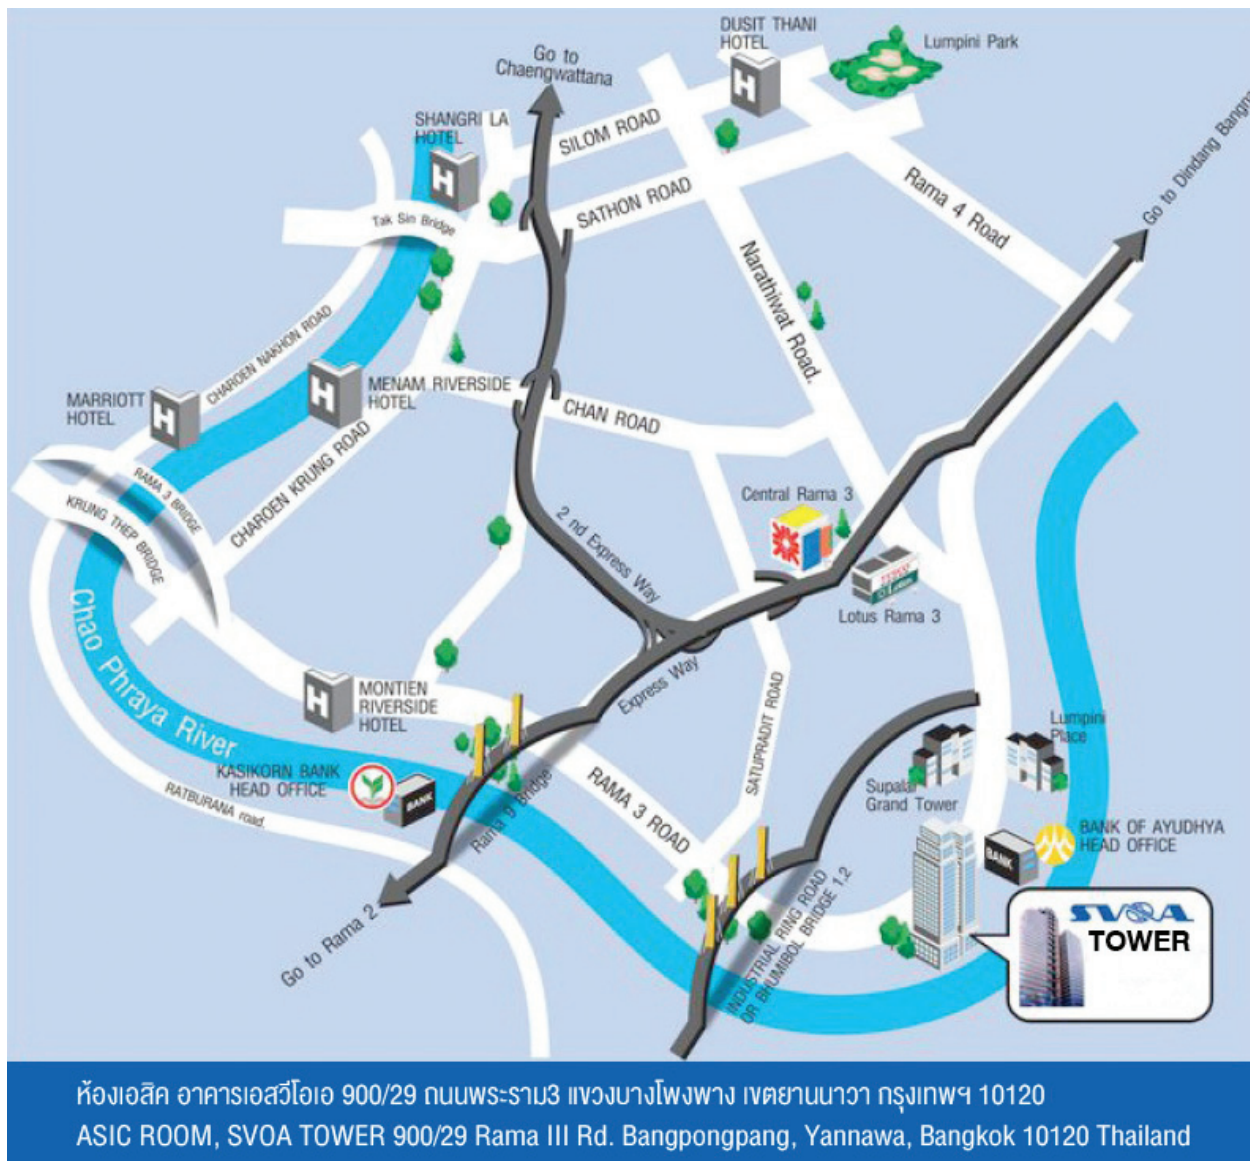 DUSIT THANI
HOTEL
Lumpini Park
Go to
Chaengwattana
SHANGRI LA
HOTEL
SILOM ROAD
SATHON ROAD
Rama 4 Road
Go to Dindang Bangna
Tak Sin Bridge
Narathiwat Road.
CHAROEN NAKHON ROAD
MARRIOTT
HOTEL
MENAM RIVERSIDE
HOTEL
CHAN ROAD
CHAROEN KRUNG ROAD
RAMA 3 BRIDGE
KRUNG THEP BRIDGE
Central Rama 3
2 nd Express Way
TESCO
Lotus Rama 3
Chao Phraya River
Express Way
MONTIEN
RIVERSIDE
HOTEL
SATUPRADIT ROAD
Lumpini
Place
KASIKORN BANK
HEAD OFFICE
BANK
RATBURANA road.
Rama 9 Bridge
RAMA 3 ROAD
Supalai
Grand Tower
BANK OF AYUDHYA
HEAD OFFICE
BANK
Go to Rama 2
INDUSTRIAL RING ROAD
OR BHUMIBOL BRIDGE 1,2
SVOA
TOWER
H
H
H
H
H
ห้องเอสิค อาคารเอสวีโอเอ 900/29 ถนนพระราม3 แขวงบางโพงพาง เขตยานนาวา กรุงเทพฯ 10120
ASIC ROOM, SVOA TOWER 900/29 Rama III Rd. Bangpongpang, Yannawa, Bangkok 10120 Thailand